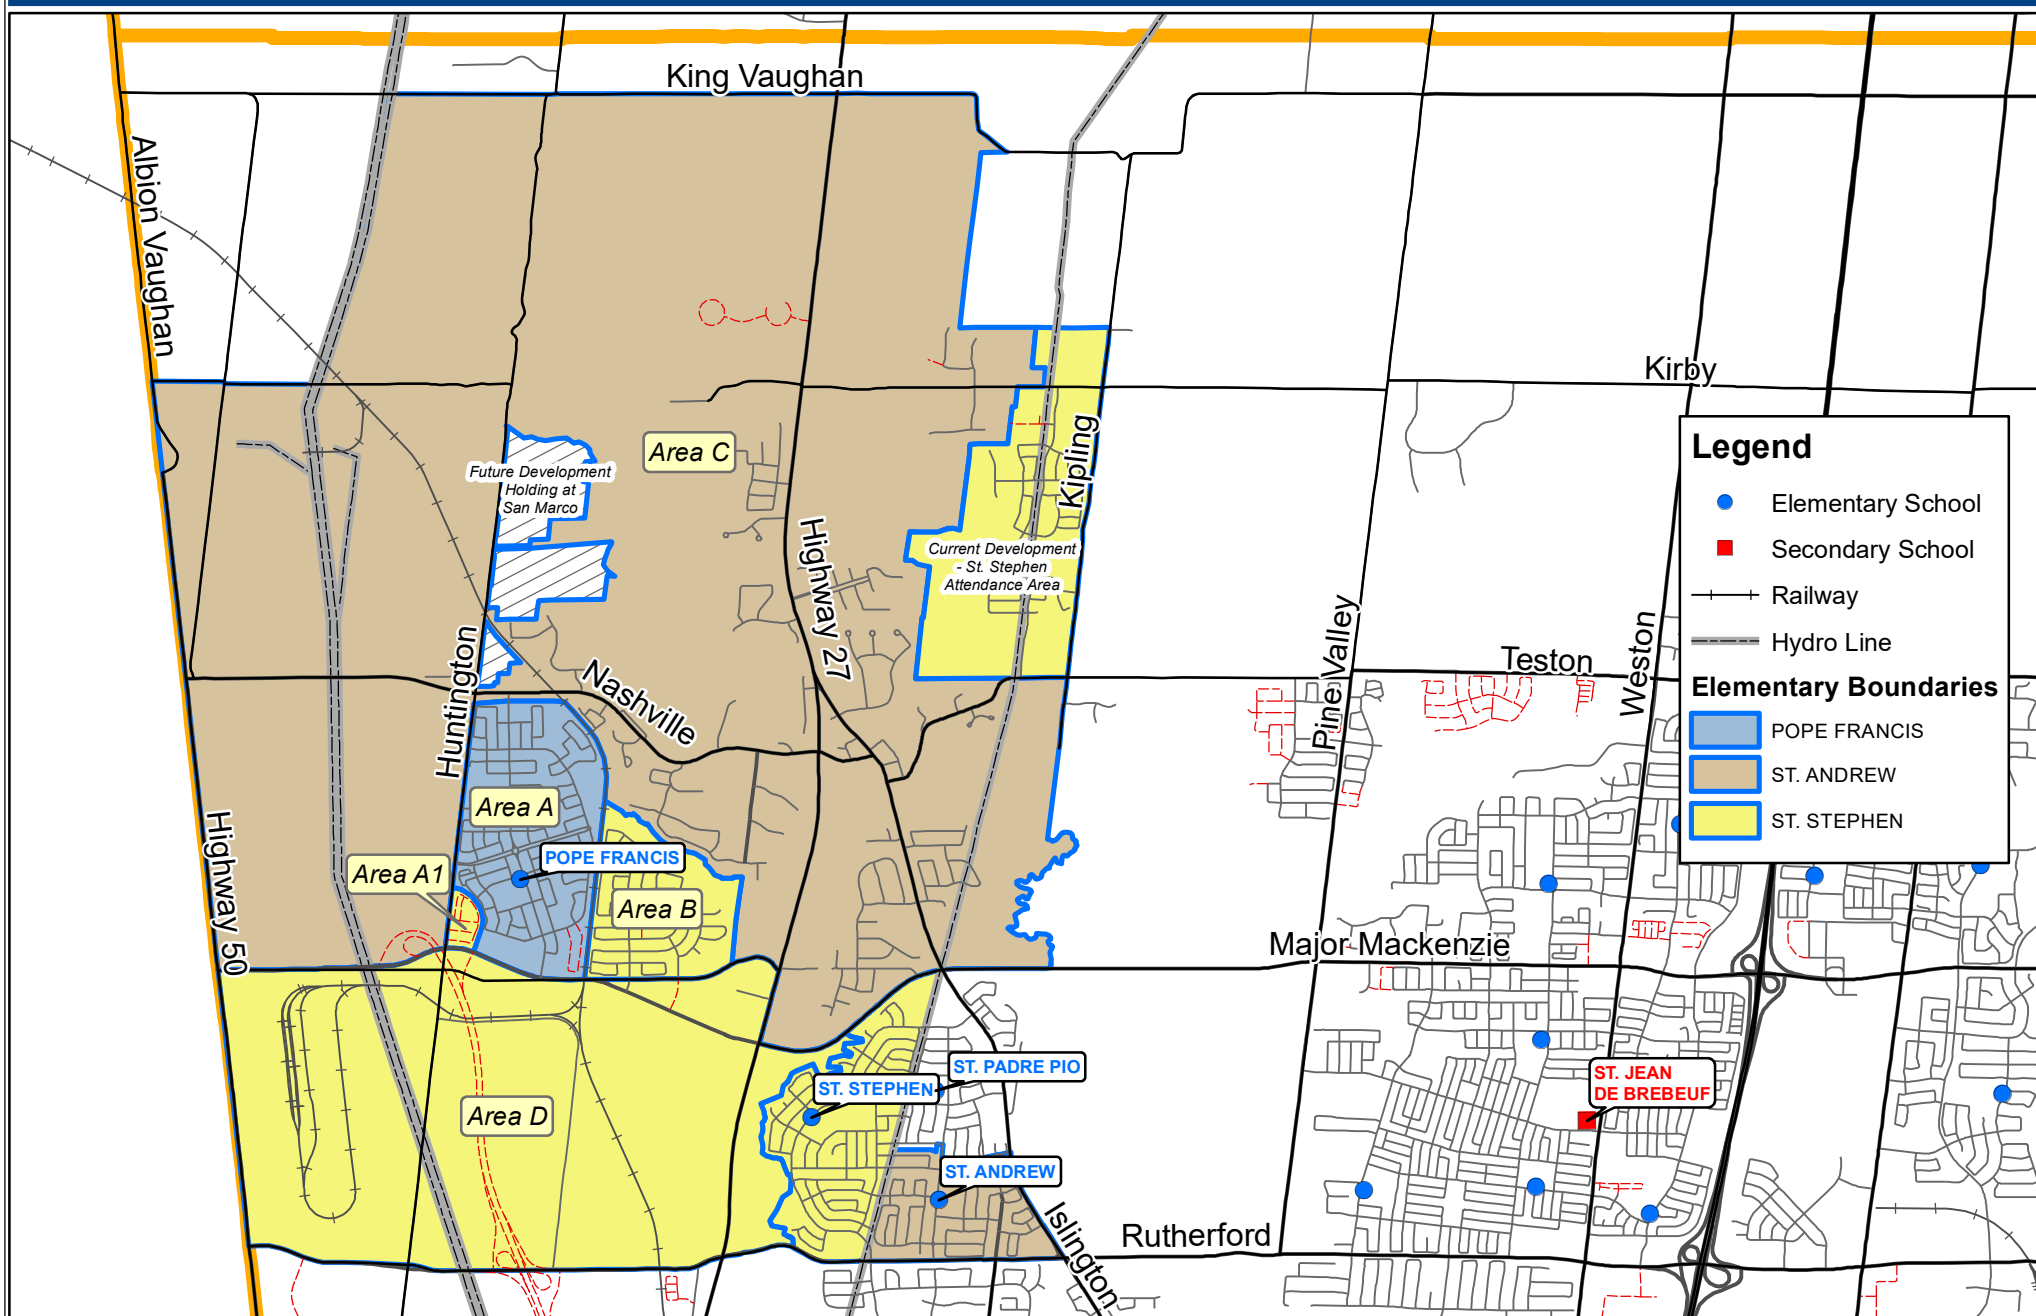 King Vaughan
Albion Vaughan
Kirby
Legend
Elementary School
Secondary School
Railway
Hydro Line
Elementary Boundaries
POPE FRANCIS
ST. ANDREW
ST. STEPHEN
Area C
Future Development
Holding at
San Marco
Kipling
Highway 27
Current Development
- St. Stephen
Attendance Area
Pine Valley
Teston
Weston
Huntington
Nashville
Area A
POPE FRANCIS
Area A1
Area B
Highway 50
Major Mackenzie
ST. PADRE PIO
ST. STEPHEN
ST. JEAN
DE BREBEUF
Area D
ST. ANDREW
Islington
Rutherford